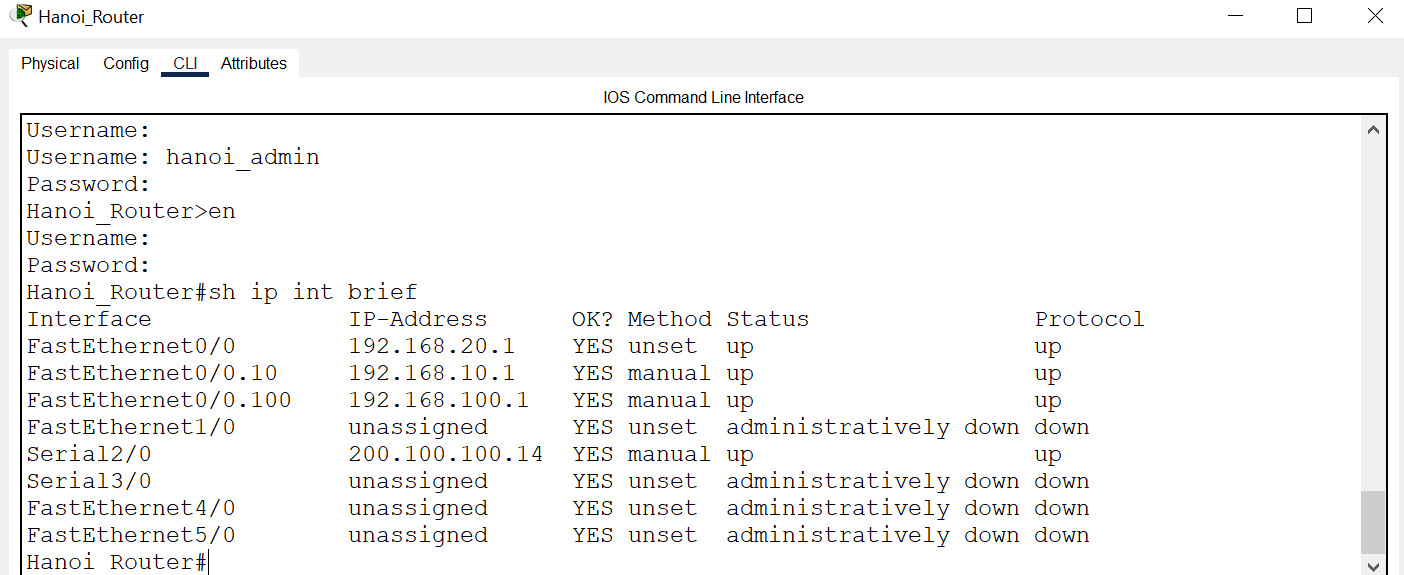 Hanoi_Router
Physical Config CLI Attributes
IOS Command Line Interface
Username:
Username: hanoi_admin
Password:
Hanoi_Router>en
Username:
Password:
Hanoi_Router#sh ip int brief
Interface              IP-Address      OK? Method Status                Protocol
FastEthernet0/0        192.168.20.1    YES unset  up                    up
FastEthernet0/0.10     192.168.10.1    YES manual up                    up
FastEthernet0/0.100    192.168.100.1   YES manual up                    up
FastEthernet1/0        unassigned      YES unset  administratively down down
Serial2/0              200.100.100.14  YES manual up                    up
Serial3/0              unassigned      YES unset  administratively down down
FastEthernet4/0        unassigned      YES unset  administratively down down
FastEthernet5/0        unassigned      YES unset  administratively down down
Hanoi_Router#